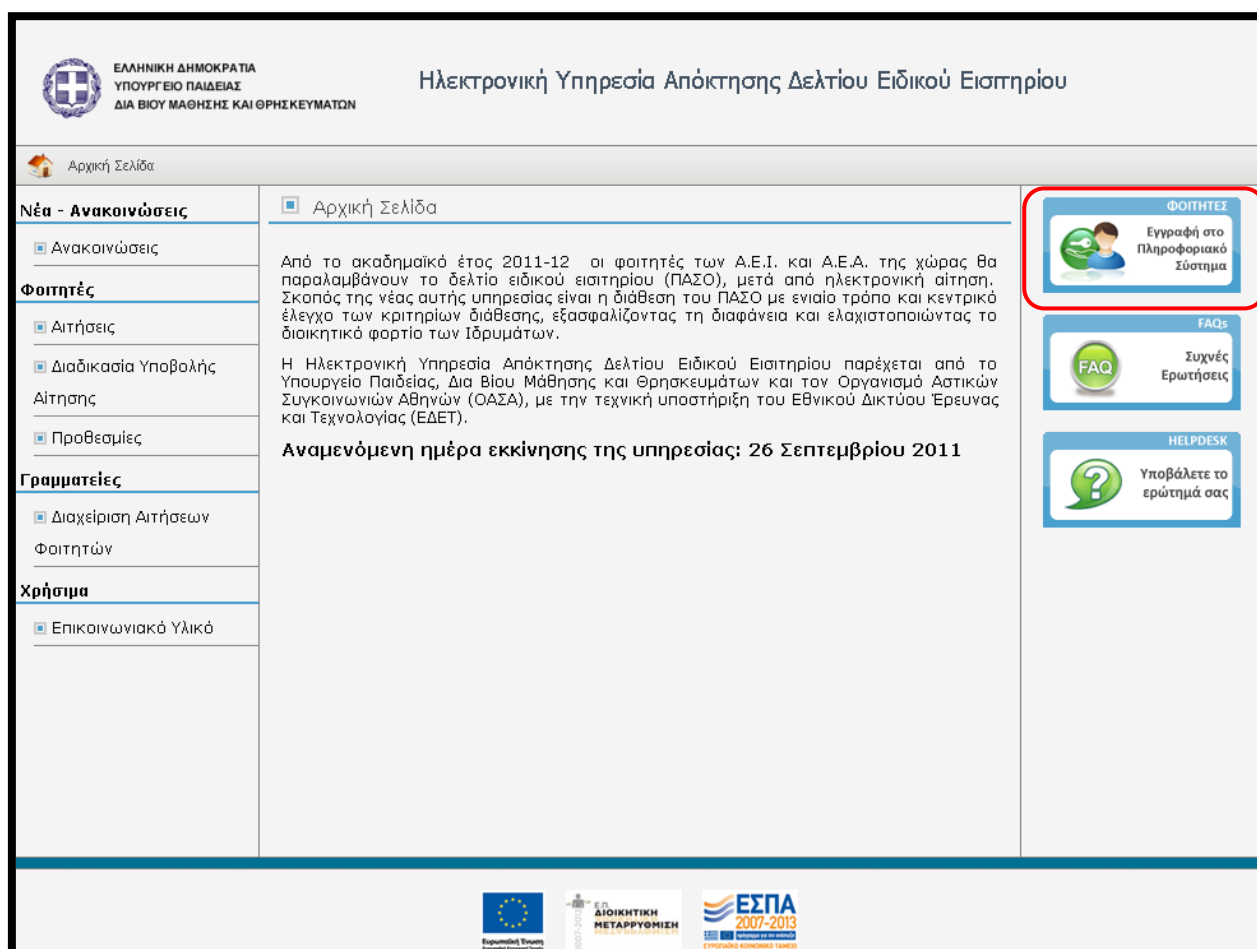 ΕΛΛΗΝΙΚΗ ΔΗΜΟΚΡΑΤΙΑ
ΥΠΟΥΡΓΕΙΟ ΠΑΙΔΕΙΑΣ
ΔΙΑ ΒΙΟΥ ΜΑΘΗΣΗΣ ΚΑΙ ΘΡΗΣΚΕΥΜΑΤΩΝ
Ηλεκτρονική Υπηρεσία Απόκτησης Δελτίου Ειδικού Εισιτηρίου
Αρχική Σελίδα
Νέα - Ανακοινώσεις
Ανακοινώσεις
Φοιτητές
Αιτήσεις
Διαδικασία Υποβολής
Αίτησης
Προθεσμίες
Γραμματείες
Διαχείριση Αιτήσεων
Φοιτητών
Χρήσιμα
Επικοινωνιακό Υλικό
Αρχική Σελίδα
Από το ακαδημαϊκό έτος 2011-12 οι φοιτητές των Α.Ε.Ι. και Α.Ε.Α. της χώρας θα
παραλαμβάνουν το δελτίο ειδικού εισιτηρίου (ΠΑΣΟ), μετά από ηλεκτρονική αίτηση.
Σκοπός της νέας αυτής υπηρεσίας είναι η διάθεση του ΠΑΣΟ με ενιαίο τρόπο και κεντρικό
έλεγχο των κριτηρίων διάθεσης, εξασφαλίζοντας τη διαφάνεια και ελαχιστοποιώντας το
διοικητικό φορτίο των Ιδρυμάτων.
Η Ηλεκτρονική Υπηρεσία Απόκτησης Δελτίου Ειδικού Εισιτηρίου παρέχεται από το
Υπουργείο Παιδείας, Δια Βίου Μάθησης και Θρησκευμάτων και τον Οργανισμό Αστικών
Συγκοινωνιών Αθηνών (ΟΑΣΑ), με την τεχνική υποστήριξη του Εθνικού Δικτύου Έρευνας
και Τεχνολογίας (ΕΔΕΤ).
Αναμενόμενη ημέρα εκκίνησης της υπηρεσίας: 26 Σεπτεμβρίου 2011
ΦΟΙΤΗΤΕΣ
Εγγραφή στο
Πληροφοριακό
Σύστημα
FAQs
FAQ
Συχνές
Ερωτήσεις
HELPDESK
Υποβάλετε το
ερώτημά σας
Ευρωπαϊκή Ένωση
Ε.Π.
ΔΙΟΙΚΗΤΙΚΗ
ΜΕΤΑΡΡΥΘΜΙΣΗ
2007-2013
ΕΣΠΑ
2007-2013
ΕΥΡΩΠΑΪΚΟ ΚΟΙΝΩΝΙΚΟ ΤΑΜΕΙΟ